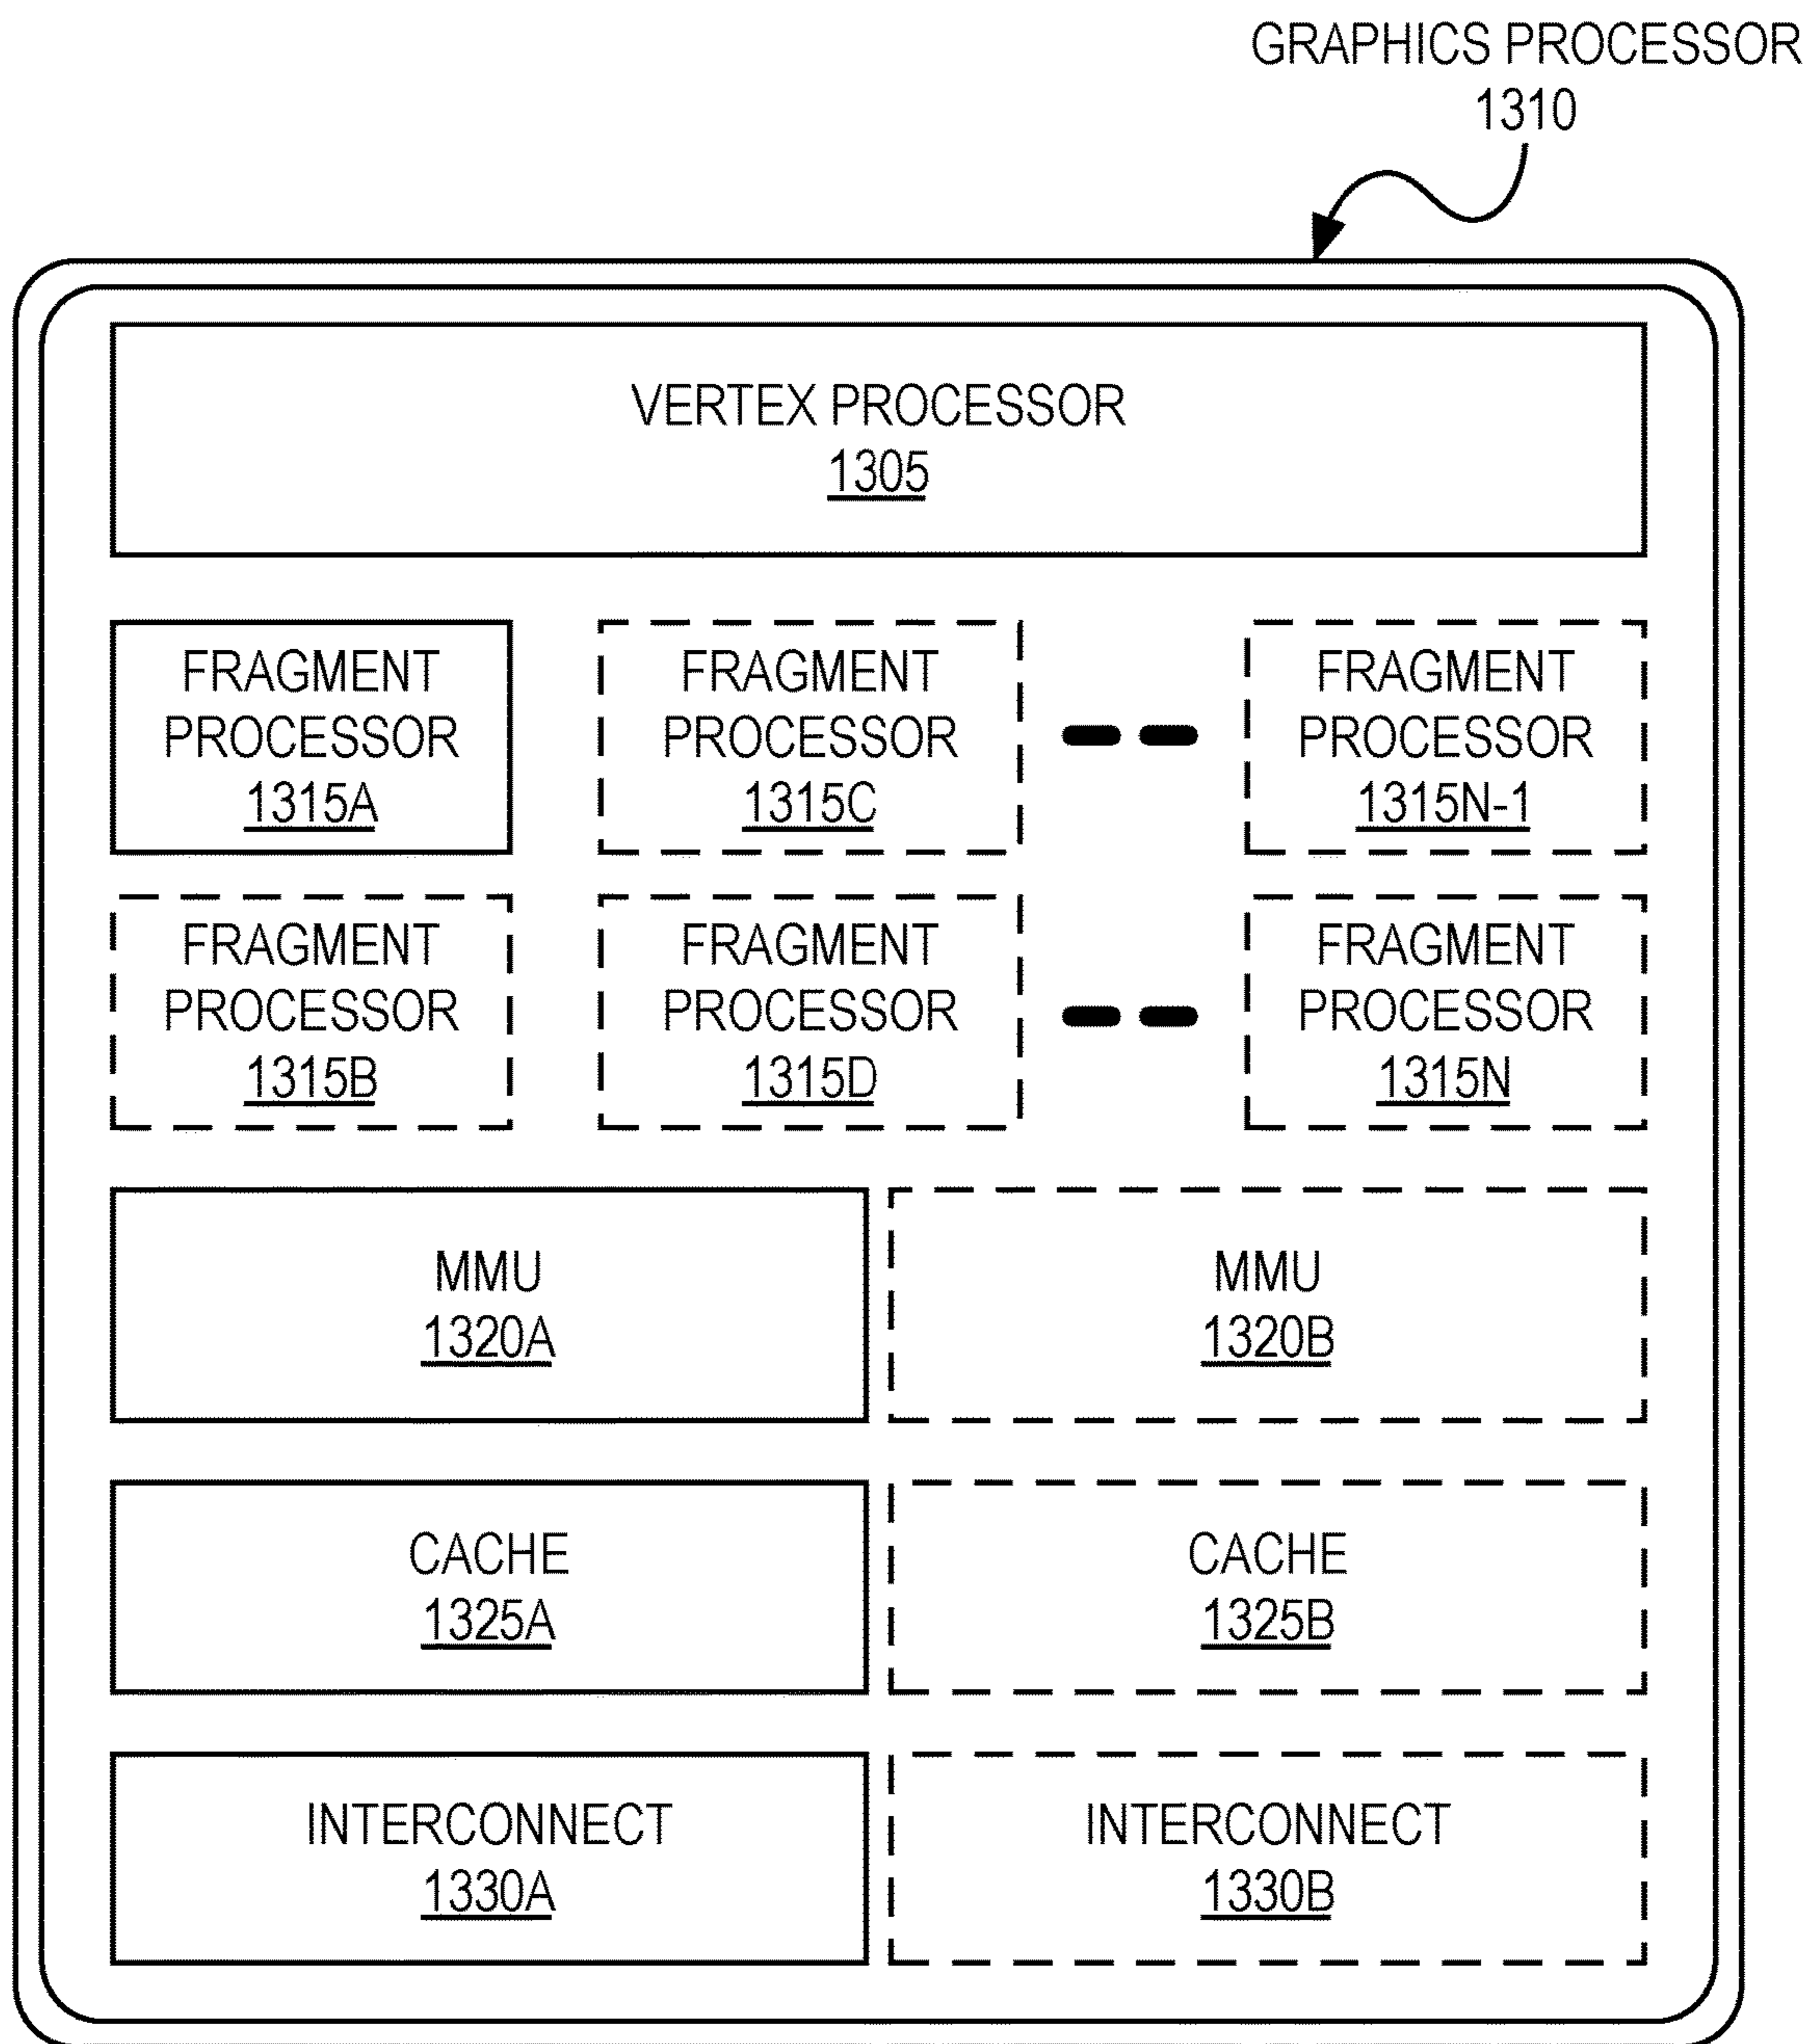 GRAPHICS PROCESSOR
1310
VERTEX PROCESSOR
1305
FRAGMENT
PROCESSOR
1315A
FRAGMENT
PROCESSOR
1315C
FRAGMENT
PROCESSOR
1315N-1
FRAGMENT
PROCESSOR
1315B
FRAGMENT
PROCESSOR
1315D
FRAGMENT
PROCESSOR
1315N
MMU
1320A
MMU
1320B
CACHE
1325A
CACHE
1325B
INTERCONNECT
1330A
INTERCONNECT
1330B